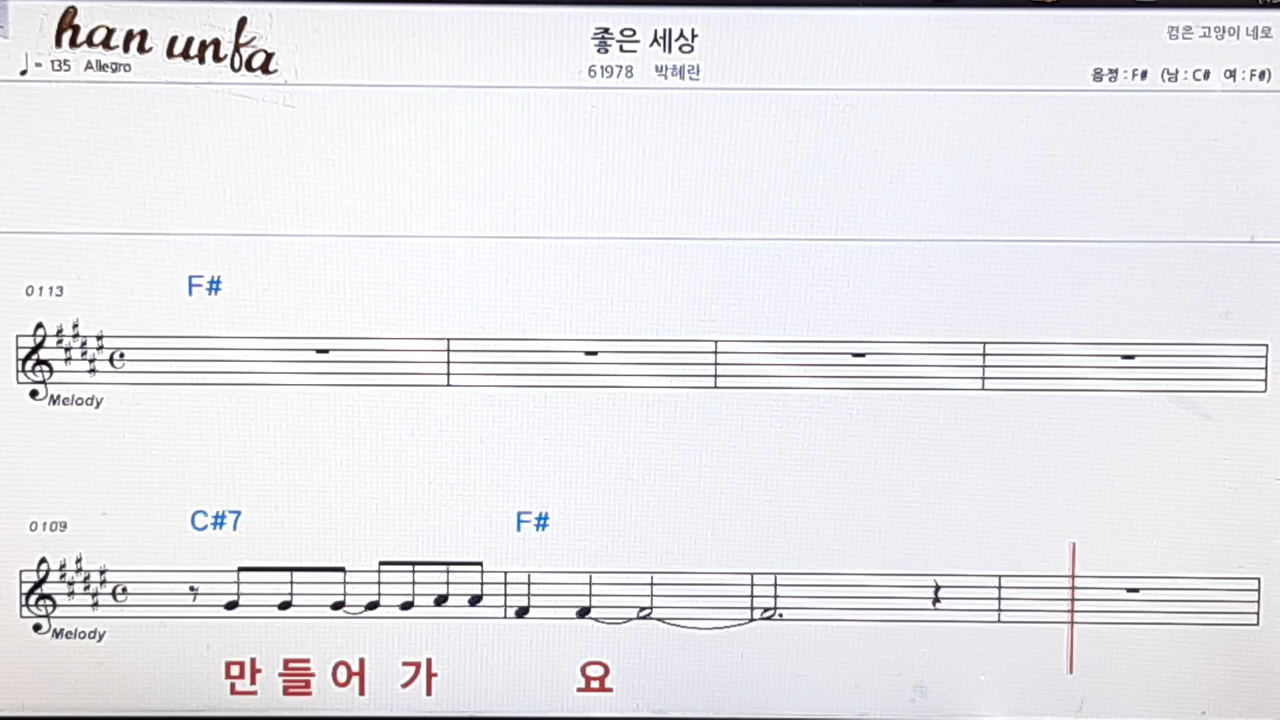 han unfa
좋은 세상
검은 고양이 네로
♩= 135 Allegro
61978 박혜란
음정 : F# (남 : C# 여 : F#)
0113
F#
Melody
0109
C#7 F#
Melody
만 들 어 가 요